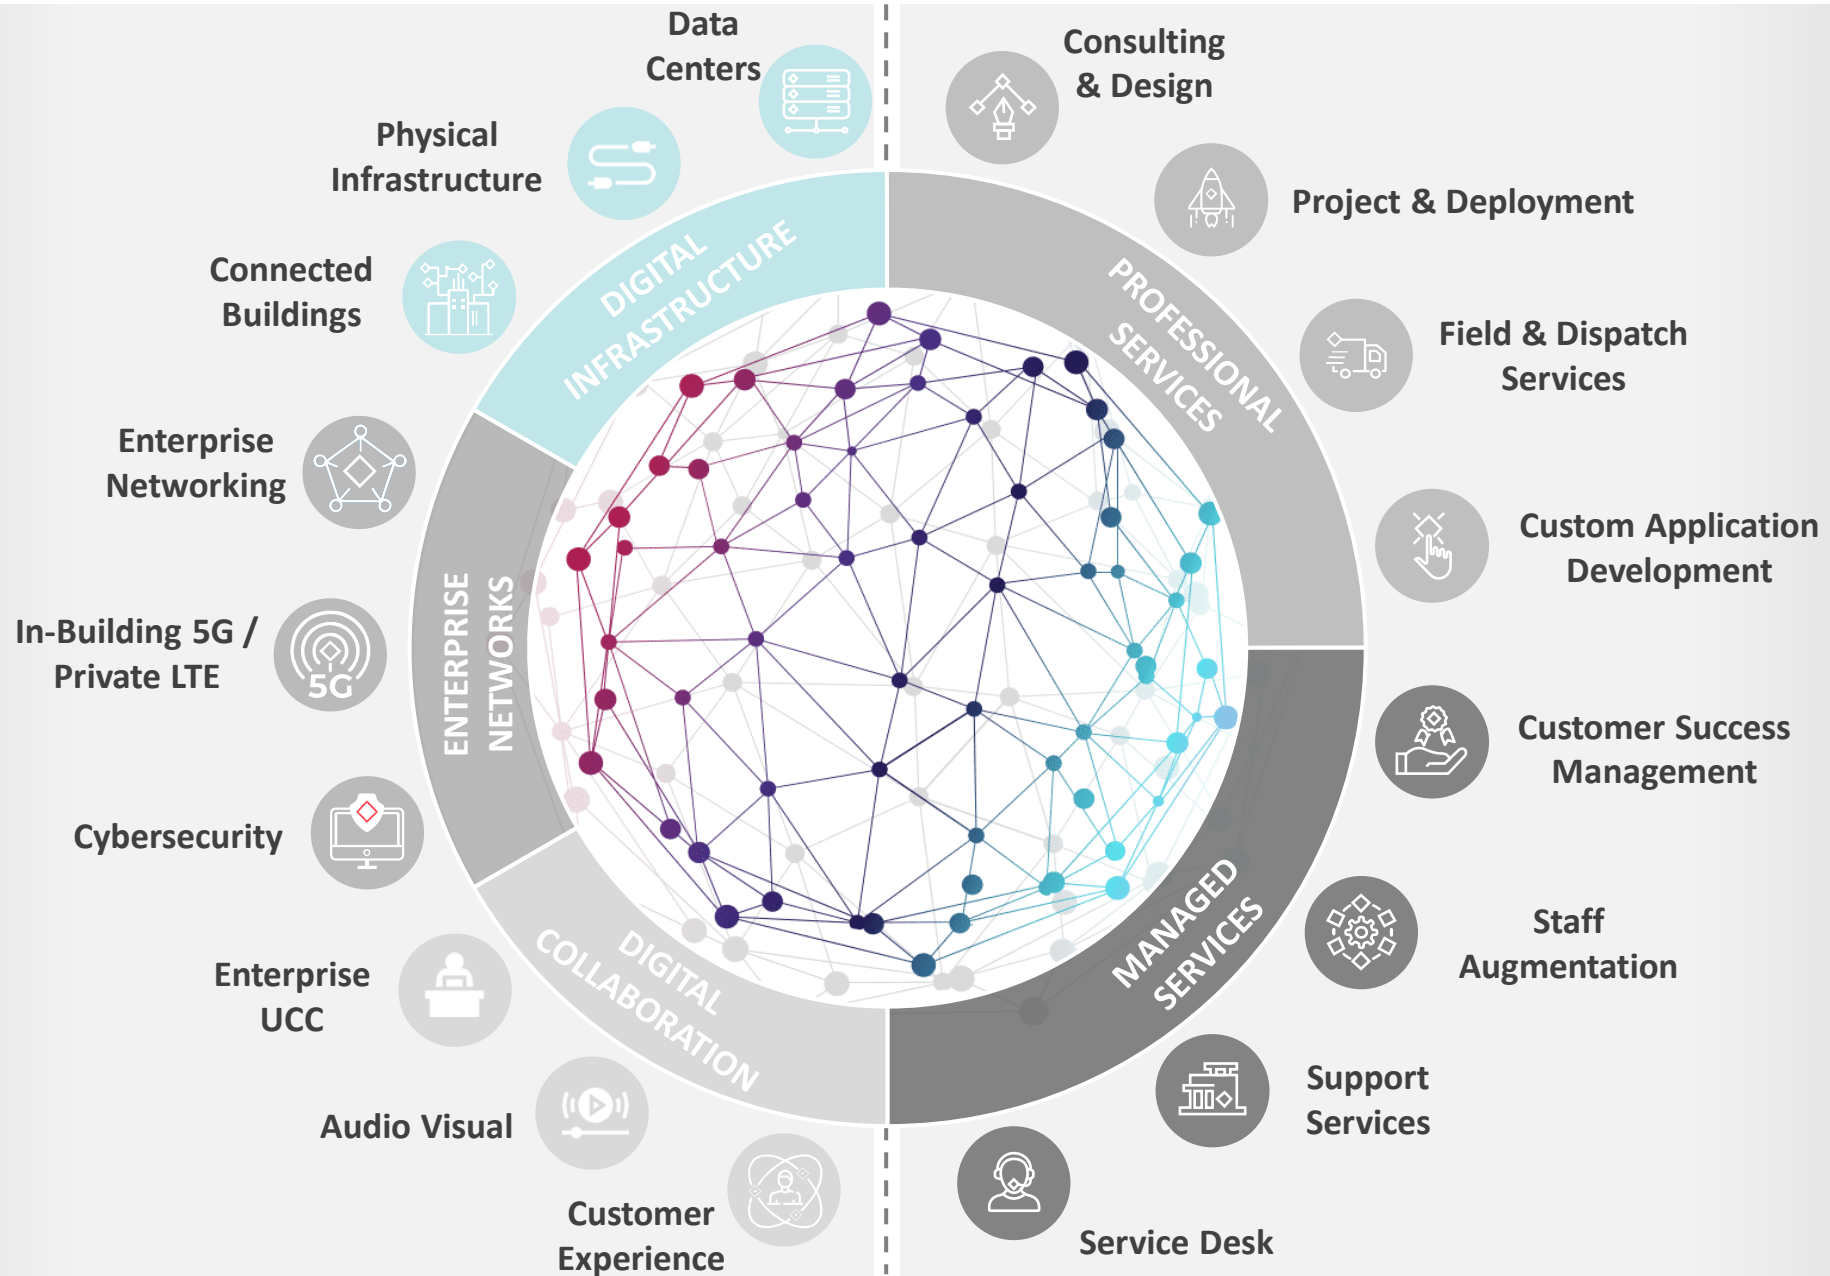 Data
Centers
Physical
Infrastructure
Connected
Buildings
Enterprise
Networking
In-Building 5G /
Private LTE
5G
Cybersecurity
Enterprise
UCC
Audio Visual
Customer
Experience
DIGITAL
INFRASTRUCTURE
ENTERPRISE
NETWORKS
DIGITAL
COLLABORATION
PROFESSIONAL
SERVICES
MANAGED
SERVICES
Consulting
& Design
Project & Deployment
Field & Dispatch
Services
Custom Application
Development
Customer Success
Management
Staff
Augmentation
Support
Services
Service Desk